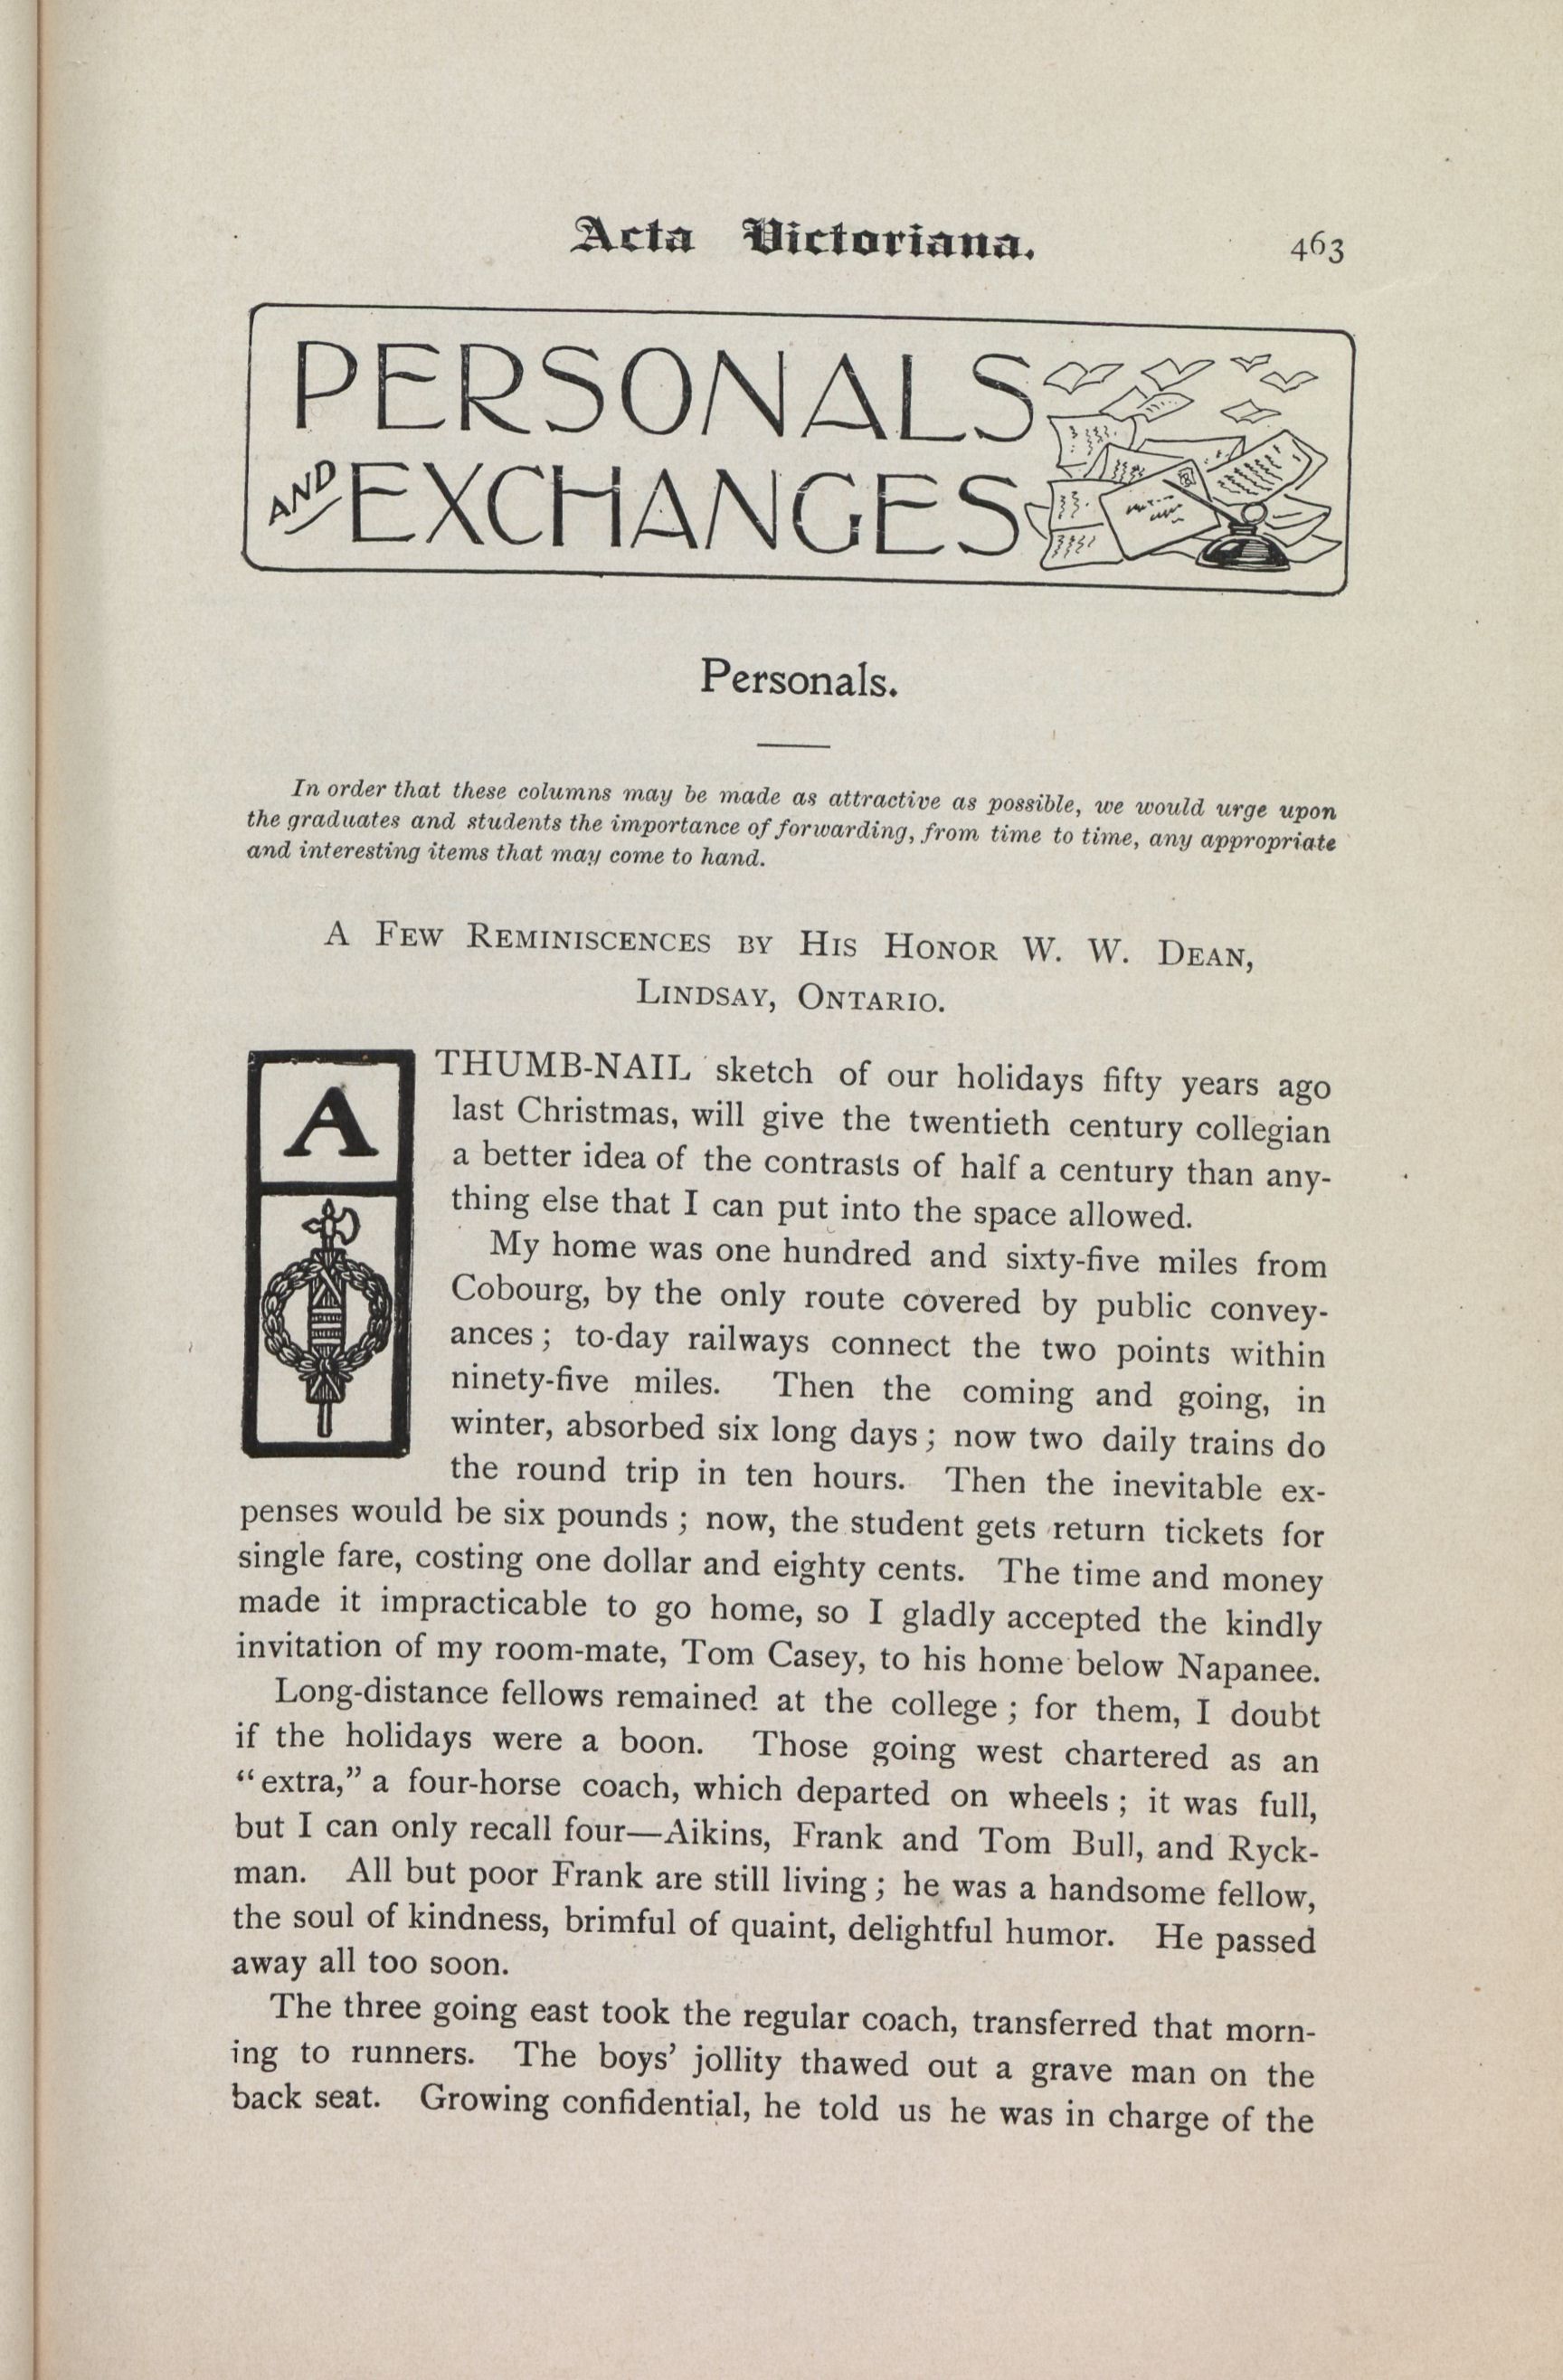 Acta Victoriana. 463
PERSONALS
AND EXCHANGES
Personals.
In order that these columns may be made as attractive as possible, we would urge upon
the graduates and students the importance of forwarding, from time to time, any appropriate
and interesting items that may come to hand.
A FEW REMINISCENCES BY HIS HONOR W. W. DEAN,
LINDSAY, ONTARIO.
A THUMB-NAIL sketch of our holidays fifty years ago
last Christmas, will give the twentieth century collegian
a better idea of the contrasts of half a century than any-
thing else that I can put into the space allowed.
My home was one hundred and sixty-five miles from
Cobourg, by the only route covered by public convey-
ances; to-day railways connect the two points within
ninety-five miles. Then the coming and going, in
winter, absorbed six long days; now two daily trains do
the round trip in ten hours. Then the inevitable ex-
penses would be six pounds; now, the student gets return tickets for
single fare, costing one dollar and eighty cents. The time and money
made it impracticable to go home, so I gladly accepted the kindly
invitation of my room-mate, Tom Casey, to his home below Napanee.
Long-distance fellows remained at the college; for them, I doubt
if the holidays were a boon. Those going west chartered as an
“extra,” a four-horse coach, which departed on wheels; it was full,
but I can only recall four—Aikins, Frank and Tom Bull, and Ryck-
man. All but poor Frank are still living; he was a handsome fellow,
the soul of kindness, brimful of quaint, delightful humor. He passed
away all too soon.
The three going east took the regular coach, transferred that morn-
ing to runners. The boys’ jollity thawed out a grave man on the
back seat. Growing confidential, he told us he was in charge of the